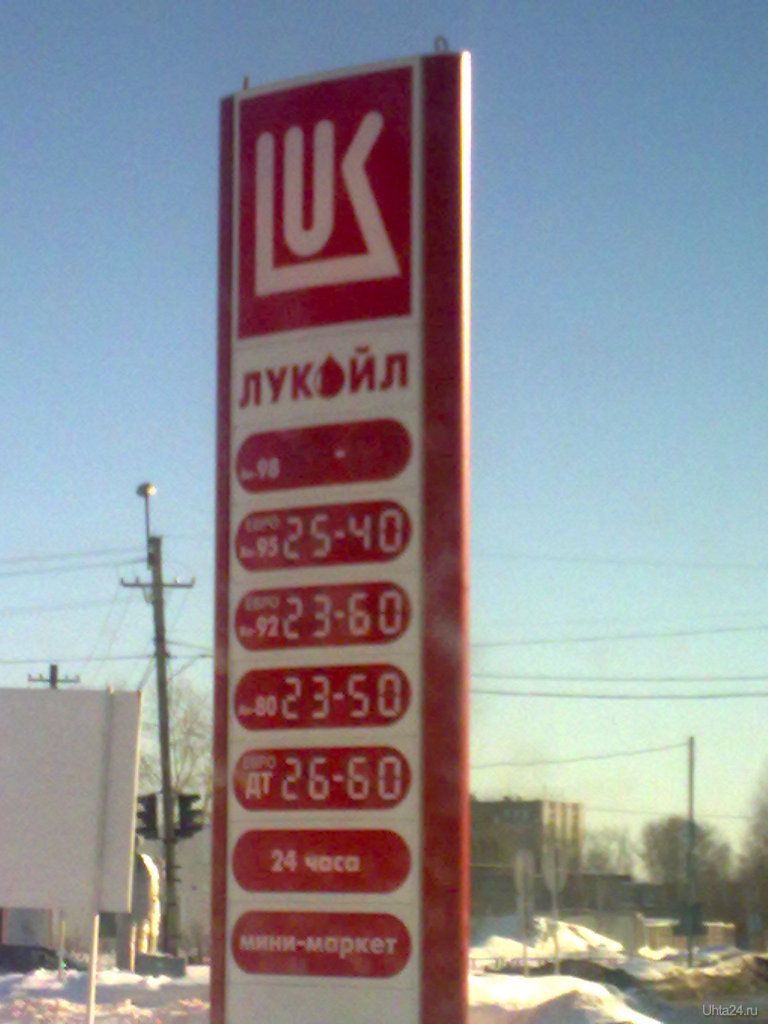 LUK
ЛУКОЙЛ
Аи-98 -
ЕВРО
Аи-95 25-40
ЕВРО
Аи-92 23-60
Аи-80 23-50
ЕВРО
ДТ 26-60
24 часа
мини-маркет
Uhta24.ru